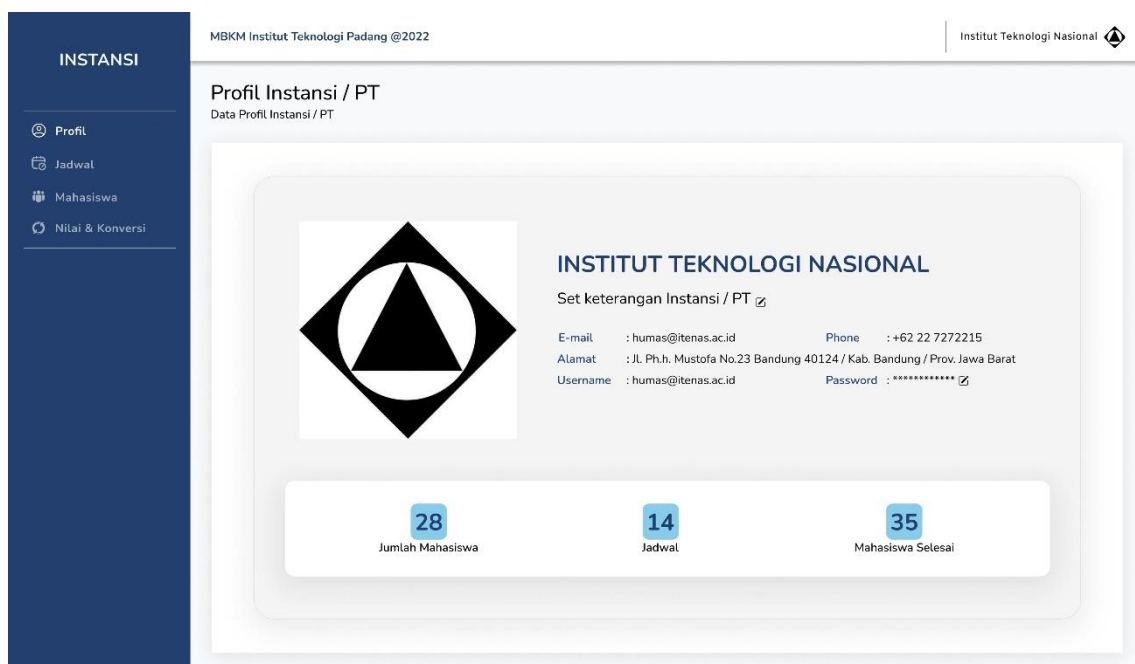 INSTANSI
Profil
Jadwal
Mahasiswa
Nilai & Konversi
MBKM Institut Teknologi Padang @2022
Institut Teknologi Nasional
Profil Instansi / PT
Data Profil Instansi / PT
INSTITUT TEKNOLOGI NASIONAL
Set keterangan Instansi / PT
E-mail : humas@itenas.ac.id Phone : +62 22 7272215
Alamat : Jl. Ph.h. Mustofa No.23 Bandung 40124 / Kab. Bandung / Prov. Jawa Barat
Username : humas@itenas.ac.id Password : ************
28 14 35
Jumlah Mahasiswa Jadwal Mahasiswa Selesai